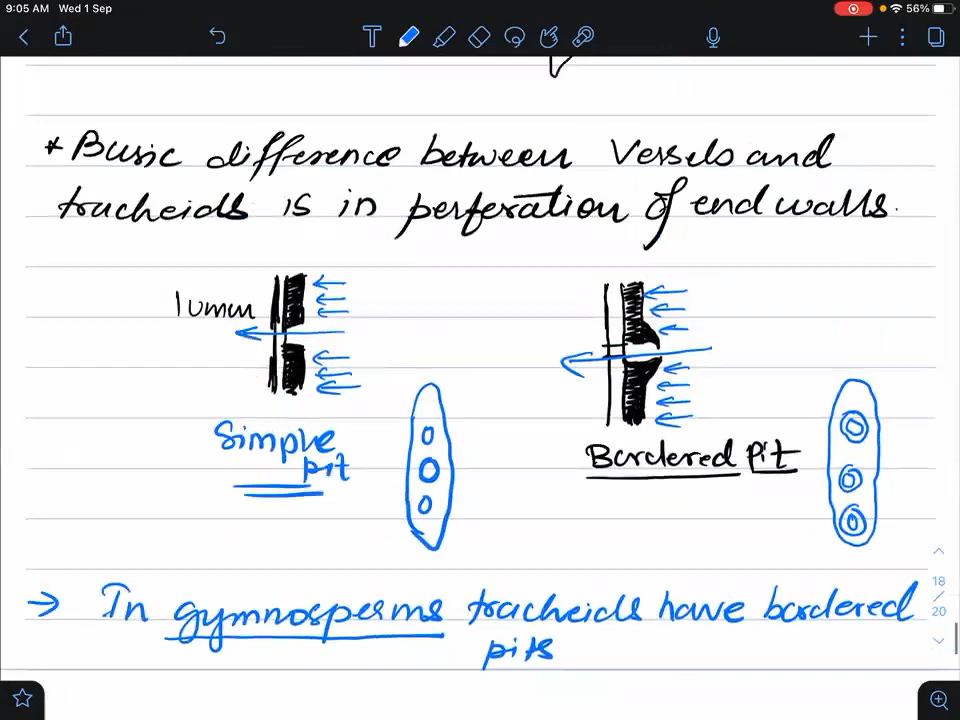 9:05 AM Wed 1 Sep 56%
* Basic difference between Vessels and
tracheids is in perferation of end walls.
lumen
Simple
pit
Bordered pit
→ In gymnosperms tracheids have bordered
pits
18
20